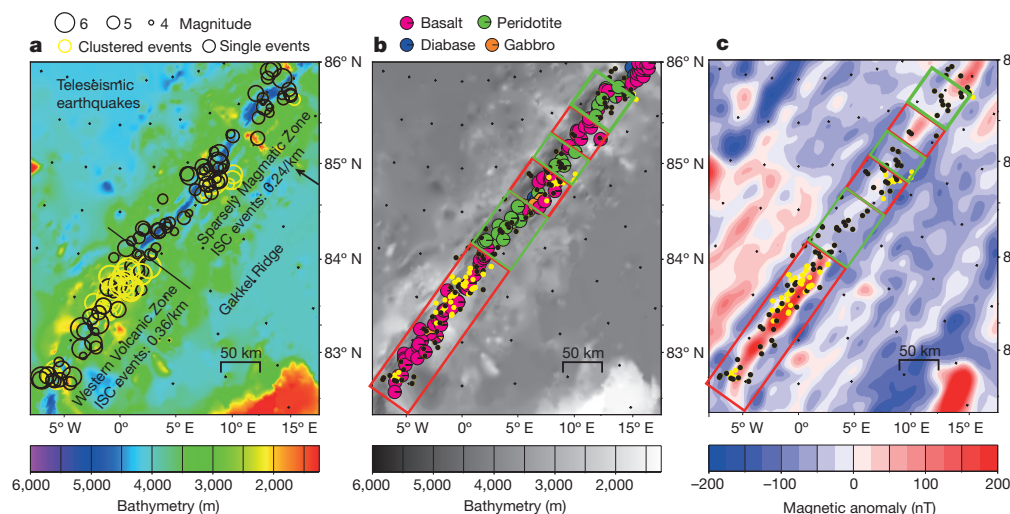 6 5 4 Magnitude
a Clustered events Single events
Teleseismic
earthquakes
Sparsely Magmatic Zone
ISC events: 0.24/km
Gakkel Ridge
Western Volcanic Zone
ISC events: 0.36/km
50 km
86° N
85° N
84° N
83° N
5° W 0° 5° E 10° E 15° E
6,000 5,000 4,000 3,000 2,000
Bathymetry (m)
Basalt Peridotite
b Diabase Gabbro
50 km
86° N
85° N
84° N
83° N
5° W 0° 5° E 10° E 15° E
6,000 5,000 4,000 3,000 2,000
Bathymetry (m)
c
50 km
8
8
8
8
5° W 0° 5° E 10° E 15° E
−200 −100 0 100 200
Magnetic anomaly (nT)